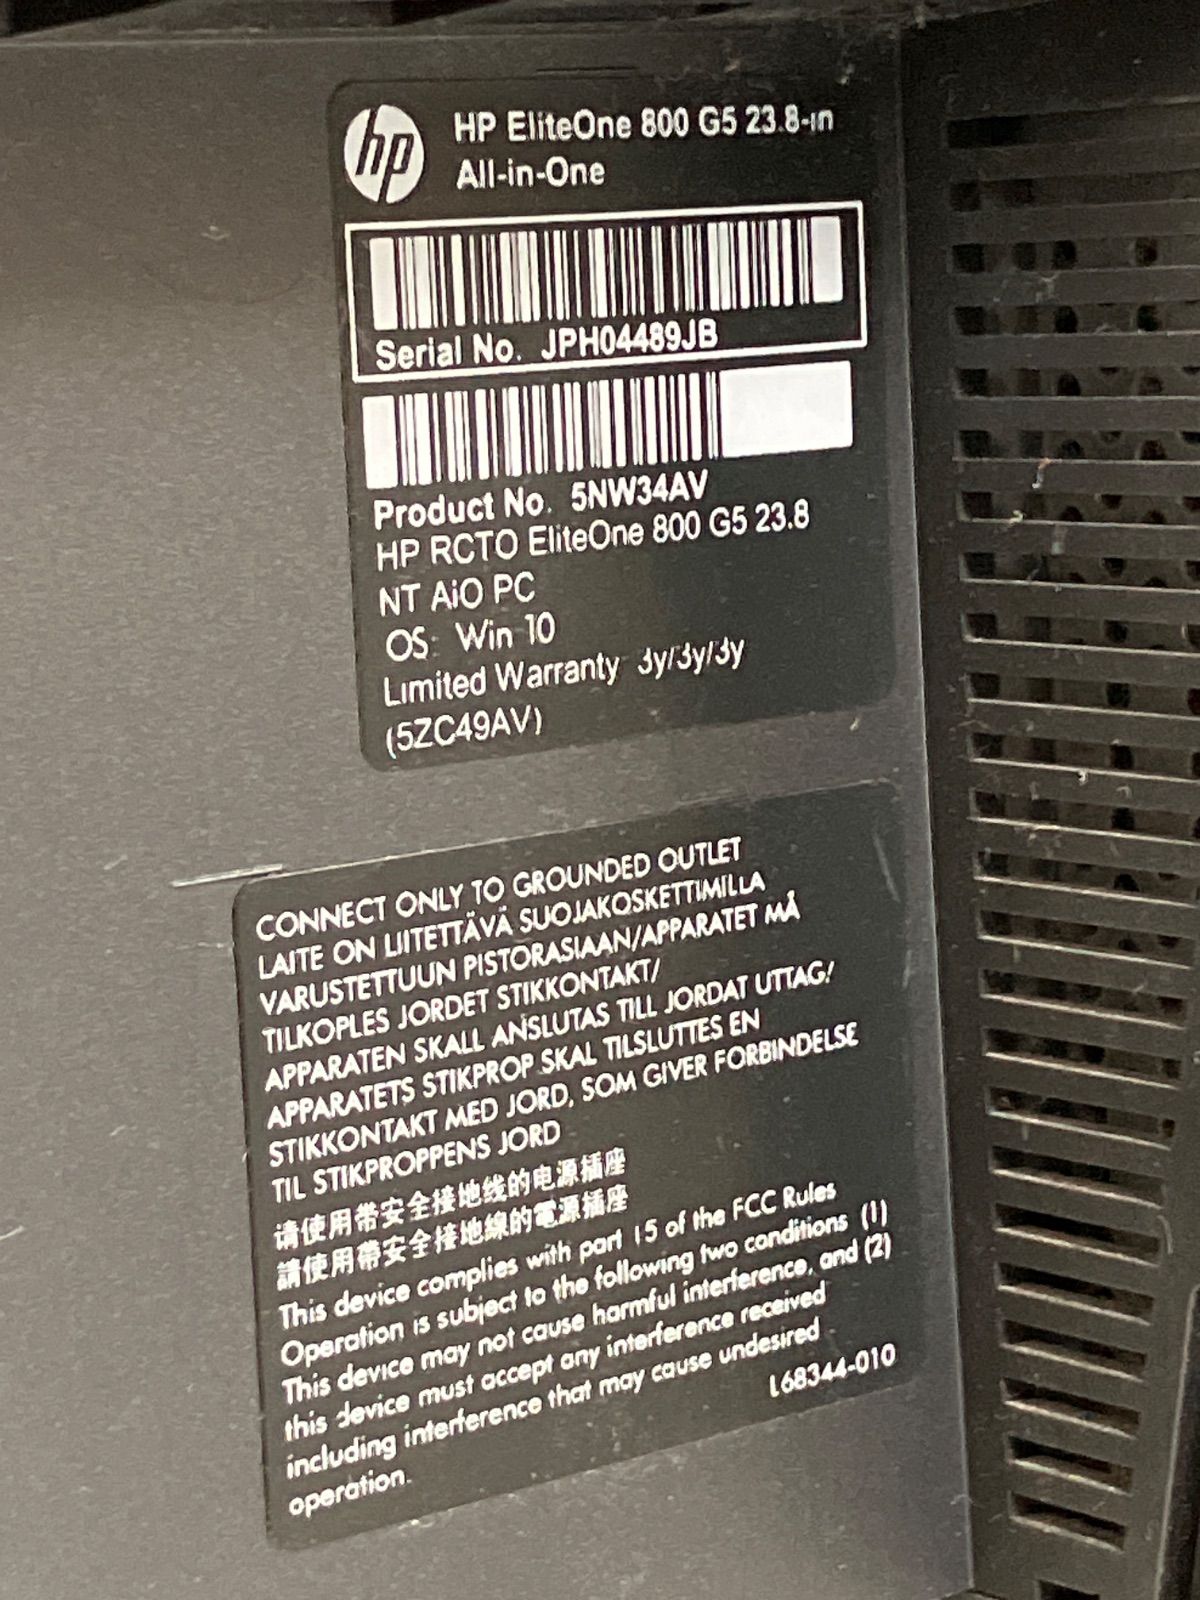 hp
HP EliteOne 800 G5 23.8-in
All-in-One
Serial No. JPH04489JB
Product No. 5NW34AV
HP RCTO EliteOne 800 G5 23.8
NT AiO PC
OS: Win 10
Limited Warranty 3y/3y/3y
(5ZC49AV)
CONNECT ONLY TO GROUNDED OUTLET
LAITE ON LIITETTÄVÄ SUOJAKOSKETTIMILLA
VARUSTETTUUN PISTORASIAAN/APPARATET MÅ
TILKOPLES JORDET STIKKONTAKT/
APPARATEN SKALL ANSLUTAS TILL JORDAT UTTAG/
APPARATETS STIKPROP SKAL TILSLUTTES EN
STIKKONTAKT MED JORD, SOM GIVER FORBINDELSE
TIL STIKPROPPENS JORD
请使用带安全接地线的电源插座
請使用帶安全接地線的電源插座
This device complies with part 15 of the FCC Rules
Operation is subject to the following two conditions (1)
This device may not cause harmful interference, and (2)
this device must accept any interference received
including interference that may cause undesired
operation.
L68344-010